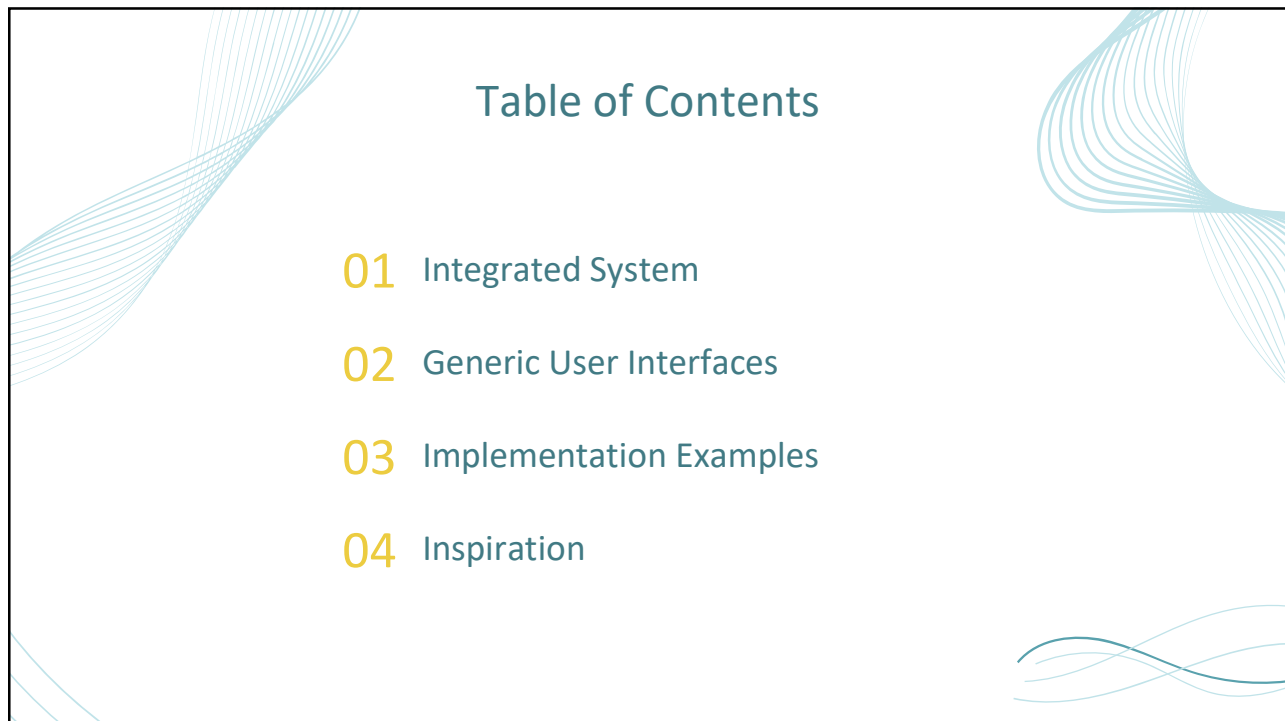 Table of Contents
01 Integrated System
02 Generic User Interfaces
03 Implementation Examples
04 Inspiration